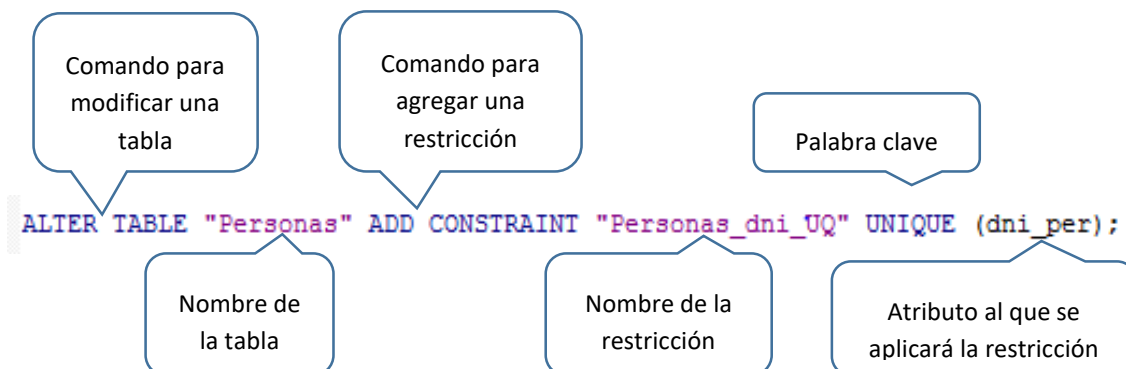 Comando para
modificar una
tabla
Comando para
agregar una
restricción
Palabra clave
ALTER TABLE "Personas" ADD CONSTRAINT "Personas_dni_UQ" UNIQUE (dni_per);
Nombre de
la tabla
Nombre de la
restricción
Atributo al que se
aplicará la restricción